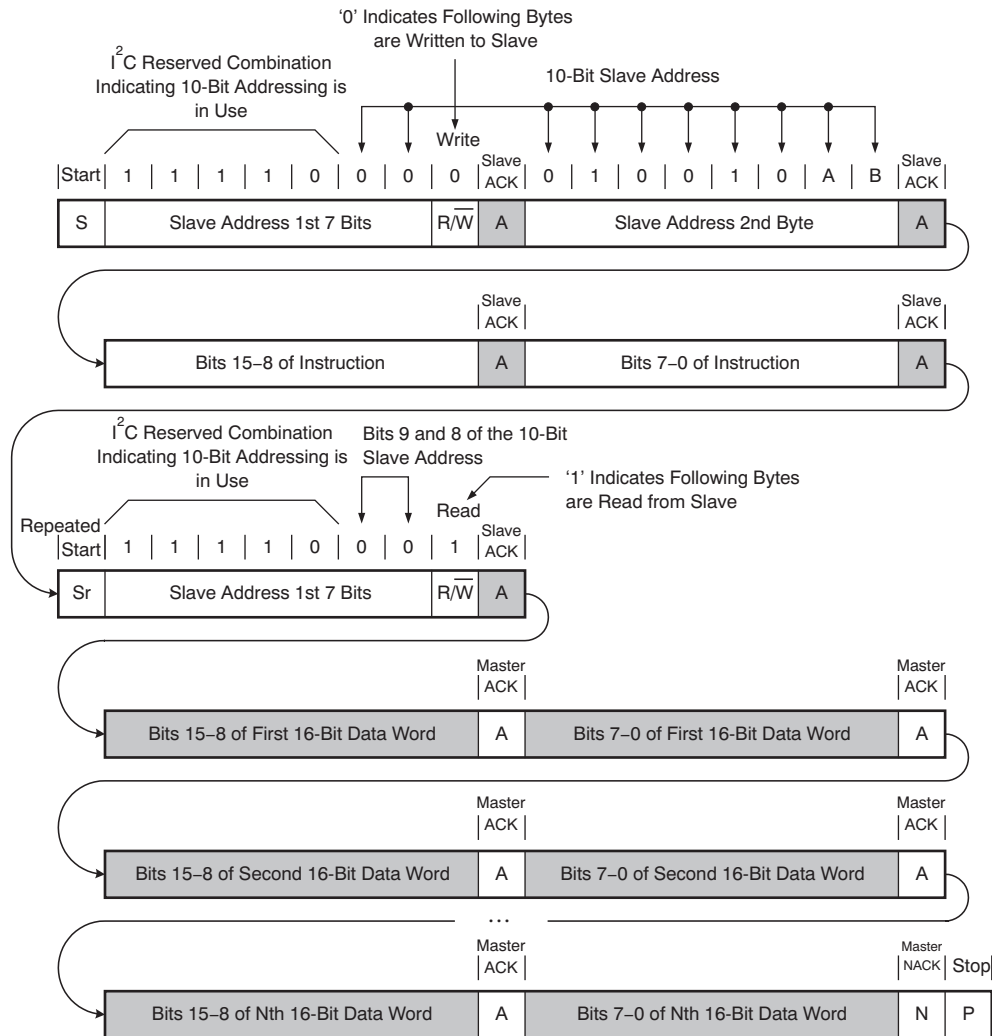 '0' Indicates Following Bytes
are Written to Slave
I2C Reserved Combination
Indicating 10-Bit Addressing is
in Use
10-Bit Slave Address
Write
Start 1 1 1 1 0 0 0 0 Slave ACK 0 1 0 0 1 0 A B Slave ACK
S Slave Address 1st 7 Bits R/W A Slave Address 2nd Byte A
Slave ACK Slave ACK
Bits 15–8 of Instruction A Bits 7–0 of Instruction A
I2C Reserved Combination
Indicating 10-Bit Addressing is
in Use
Bits 9 and 8 of the 10-Bit
Slave Address
'1' Indicates Following Bytes
are Read from Slave
Read
Repeated Start 1 1 1 1 0 0 0 1 Slave ACK
Sr Slave Address 1st 7 Bits R/W A
Master ACK Master ACK
Bits 15–8 of First 16-Bit Data Word A Bits 7–0 of First 16-Bit Data Word A
Master ACK Master ACK
Bits 15–8 of Second 16-Bit Data Word A Bits 7–0 of Second 16-Bit Data Word A
...
Master ACK Master NACK Stop
Bits 15–8 of Nth 16-Bit Data Word A Bits 7–0 of Nth 16-Bit Data Word N P